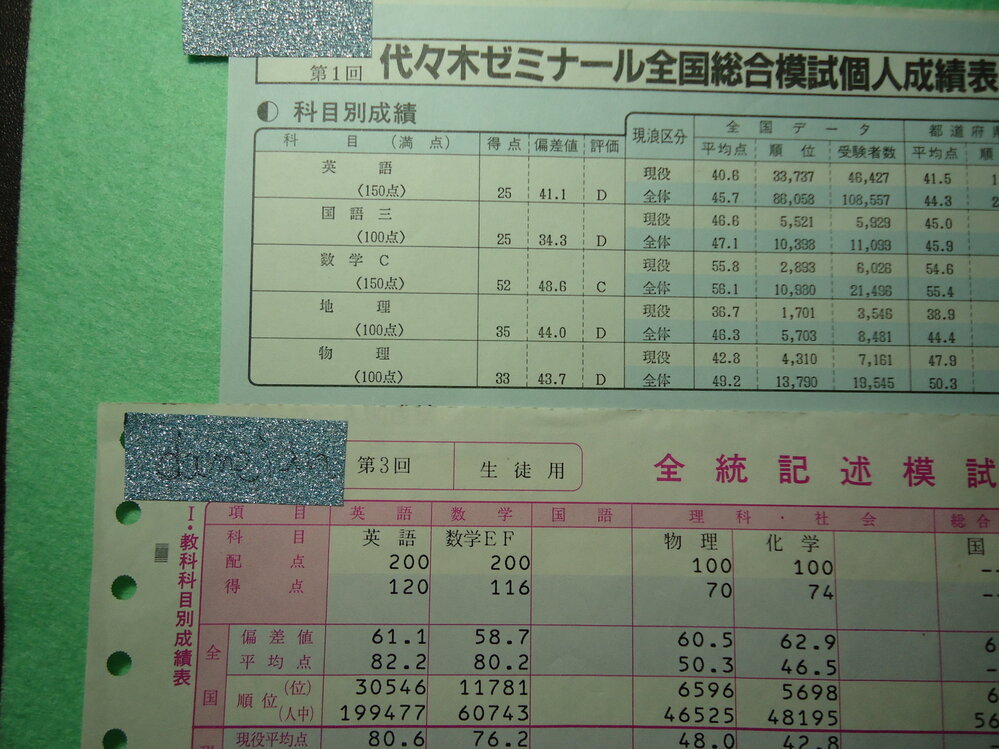 第1回 代々木ゼミナール全国総合模試個人成績表
科目別成績
科 目 (満 点) 得点 偏差値 評価 現浪区分 全国データ 都道府
平均点 順位 受験者数 平均点 順
英 語 現役 40.6 33,737 46,427 41.5
(150点) 25 41.1 D 全体 45.7 86,058 108,557 44.3
国 語 三 現役 46.6 5,521 5,929 45.0
(100点) 25 34.3 D 全体 47.1 10,398 11,099 45.9
数 学 C 現役 55.8 2,893 6,026 54.6
(150点) 52 48.6 C 全体 56.1 10,980 21,496 55.4
地 理 現役 36.7 1,701 3,546 38.9
(100点) 35 44.0 D 全体 46.3 5,703 8,481 44.4
物 理 現役 42.8 4,310 7,161 47.9
(100点) 33 43.7 D 全体 49.2 13,790 19,545 50.3
第3回 生徒用 全統記述模試
I・教科科目別成績表
項 目 英 語 数 学 国 語 理 科 ・ 社 会 総合
科 目 英 語 数学EF 物 理 化 学 国
配 点 200 200 100 100
得 点 120 116 70 74
全国 偏差値 61.1 58.7 60.5 62.9 6
平均点 82.2 80.2 50.3 46.5
順位 (位) 30546 11781 6596 5698 6
(人中) 199477 60743 46525 48195 56
現役平均点 80.6 76.2 48.0 42.8